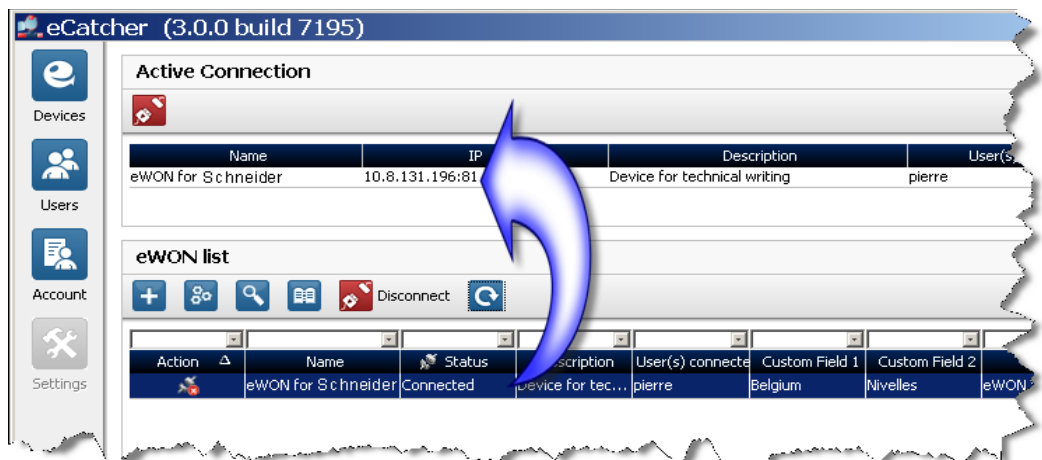 eCatcher (3.0.0 build 7195)
Devices
Users
Account
Settings
Active Connection
Name IP Description User(s)
eWON for Schneider 10.8.131.196:81 Device for technical writing pierre
eWON list
Disconnect
Action Name Status User(s) connecte Custom Field 1 Custom Field 2
eWON for Schneider Connected Device for tec... pierre Belgium Nivelles eWON